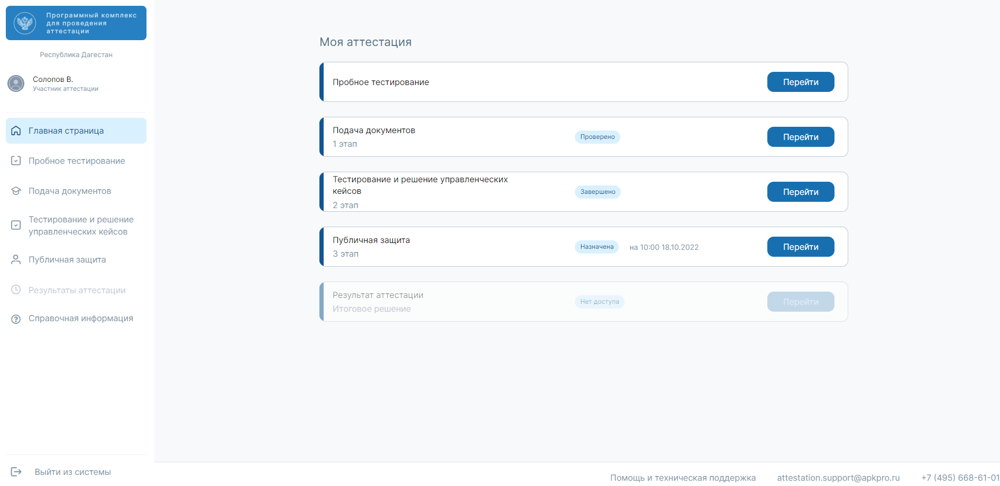 Программный комплекс
для проведения
аттестации
Республика Дагестан
Солопов В.
Участник аттестации
Главная страница
Пробное тестирование
Подача документов
Тестирование и решение
управленческих кейсов
Публичная защита
Результаты аттестации
Справочная информация
Выйти из системы
Моя аттестация
Пробное тестирование
Перейти
Подача документов
1 этап
Проверено
Перейти
Тестирование и решение управленческих
кейсов
2 этап
Завершено
Перейти
Публичная защита
3 этап
Назначена
на 10:00 18.10.2022
Перейти
Результат аттестации
Итоговое решение
Нет доступа
Перейти
Помощь и техническая поддержка attestation.support@apkpro.ru +7 (495) 668-61-01